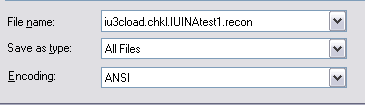 File name: iu3cload.chkl.IUINAtest1.recon
Save as type: All Files
Encoding: ANSI